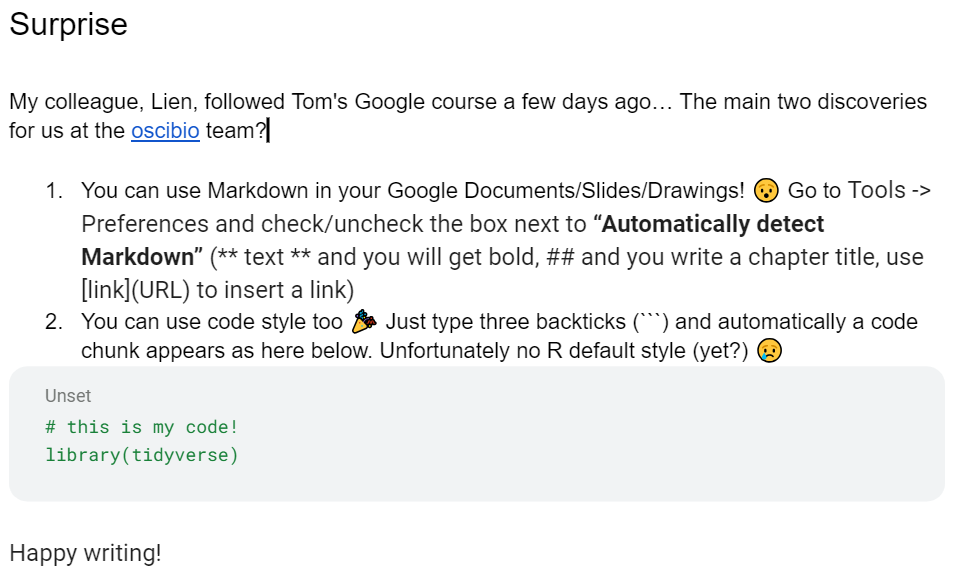 Surprise
My colleague, Lien, followed Tom's Google course a few days ago… The main two discoveries
for us at the oscibio team?
1. You can use Markdown in your Google Documents/Slides/Drawings! 😯 Go to Tools ->
Preferences and check/uncheck the box next to “Automatically detect
Markdown” (** text ** and you will get bold, ## and you write a chapter title, use
[link](URL) to insert a link)
2. You can use code style too 🎉 Just type three backticks (```) and automatically a code
chunk appears as here below. Unfortunately no R default style (yet?) 😢
Unset
# this is my code!
library(tidyverse)
Happy writing!